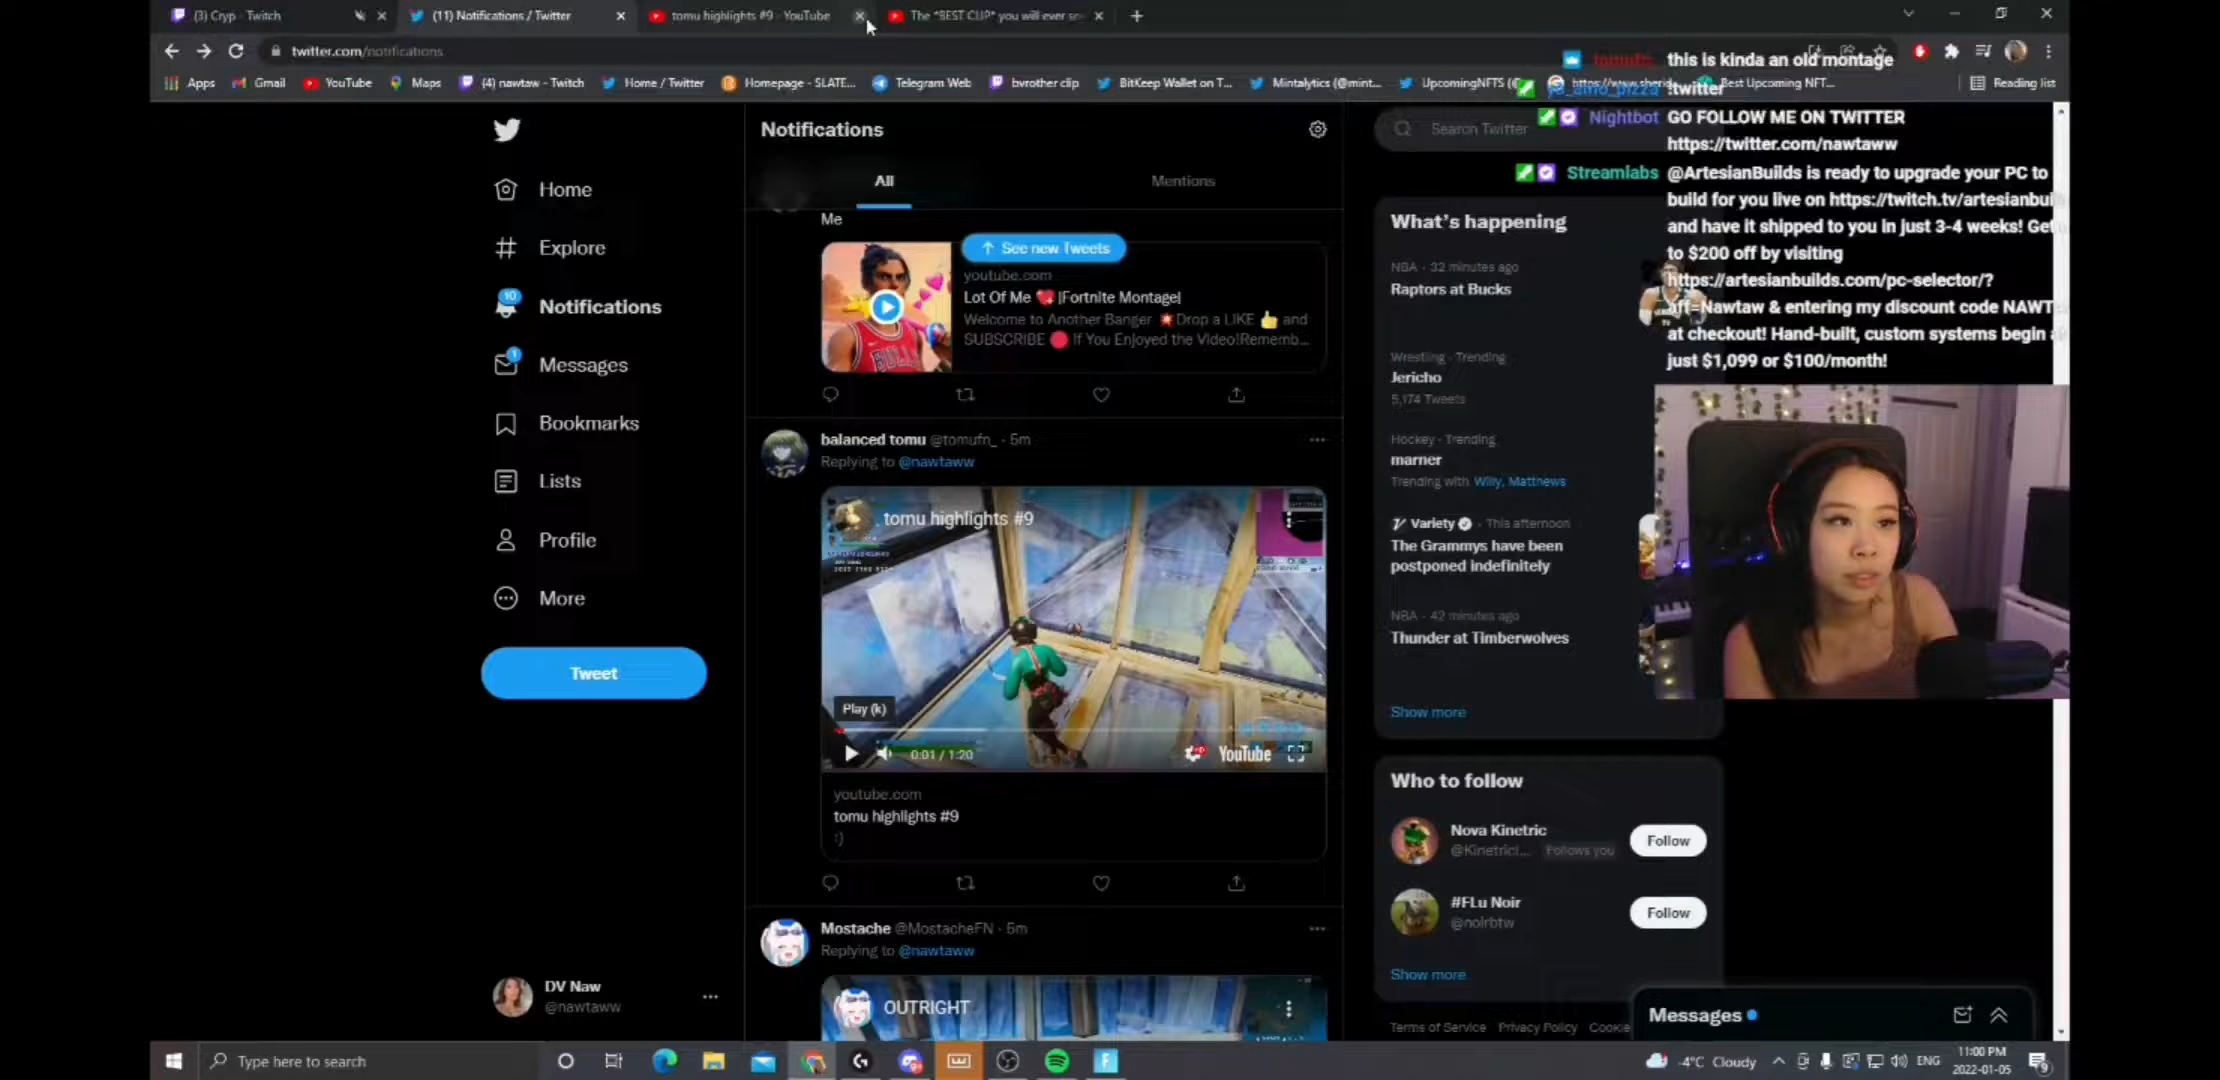 (3) Cryp - Twitch
(11) Notifications / Twitter
tomu highlights #9 - YouTube
The *BEST CLIP* you will ever se
twitter.com/notifications
Apps
Gmail
YouTube
Maps
(4) nawtaw - Twitch
Home / Twitter
Homepage - SLATE...
Telegram Web
bvrother clip
BitKeep Wallet on T...
Mintalytics (@mint...
UpcomingNFTS (@
https://www.sherid
Best Upcoming NFT...
Reading list
this is kinda an old montage
!twitter
Nightbot GO FOLLOW ME ON TWITTER
https://twitter.com/nawtaww
Streamlabs @ArtesianBuilds is ready to upgrade your PC to
build for you live on https://twitch.tv/artesianbui
and have it shipped to you in just 3-4 weeks! Get
to $200 off by visiting
https://artesianbuilds.com/pc-selector/?
aff=Nawtaw & entering my discount code NAWT
at checkout! Hand-built, custom systems begin
just $1,099 or $100/month!
Home
Explore
10
Notifications
1
Messages
Bookmarks
Lists
Profile
More
Tweet
DV Naw
@nawtaww
Notifications
All
Mentions
Me
See new Tweets
youtube.com
Lot Of Me 💖 |Fortnite Montage|
Welcome to Another Banger 💥Drop a LIKE 👍 and
SUBSCRIBE 🔴 If You Enjoyed the Video!Rememb...
BULLS
balanced tomu @tomufn_ · 5m
Replying to @nawtaww
tomu highlights #9
Play (k)
0:01 / 1:20
YouTube
youtube.com
tomu highlights #9
:)
Mostache @MostacheFN · 5m
Replying to @nawtaww
OUTRIGHT
Search Twitter
What's happening
NBA · 32 minutes ago
Raptors at Bucks
Wrestling · Trending
Jericho
5,174 Tweets
Hockey · Trending
marner
Trending with Willy, Matthews
Variety · This afternoon
The Grammys have been
postponed indefinitely
NBA · 42 minutes ago
Thunder at Timberwolves
Show more
Who to follow
Nova Kinetric
@Kinetricl... Follows you
Follow
#FLu Noir
@noirbtw
Follow
Show more
Terms of Service Privacy Policy Cookie
Messages
Type here to search
-4°C Cloudy
ENG
11:00 PM
2022-01-05
9